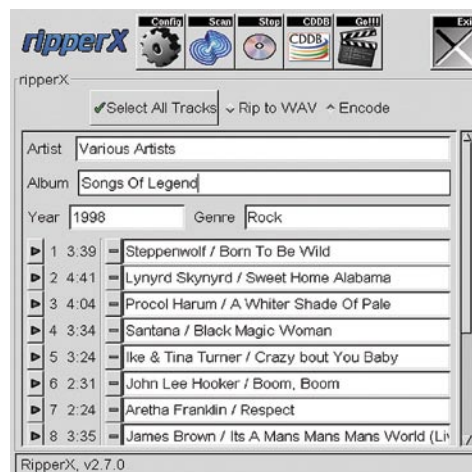 ripperX Config Scan Stop CDDB Go!!! Exi
CDDB
ripperX
Select All Tracks Rip to WAV Encode
Artist Various Artists
Album Songs Of Legend
Year 1998 Genre Rock
1 3:39 Steppenwolf / Born To Be Wild
2 4:41 Lynyrd Skynyrd / Sweet Home Alabama
3 4:04 Procol Harum / A Whiter Shade Of Pale
4 3:34 Santana / Black Magic Woman
5 3:24 Ike & Tina Turner / Crazy bout You Baby
6 2:31 John Lee Hooker / Boom, Boom
7 2:24 Aretha Franklin / Respect
8 3:35 James Brown / Its A Mans Mans Mans World (Liv
RipperX, v2.7.0